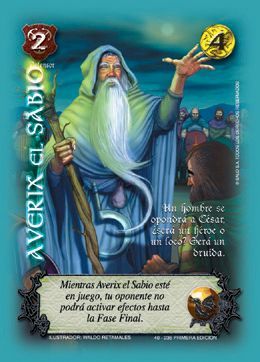 2
4
Defensor
AVERIX EL SABIO
Un hombre se
opondrá a César,
¿será un héroe o
un loco? Será un
druida.
Mientras Averix el Sabio esté
en juego, tu oponente no
podrá activar efectos hasta
la Fase Final.
ILUSTRADOR: WALDO RETAMALES
PRIMERA EDICIÓN